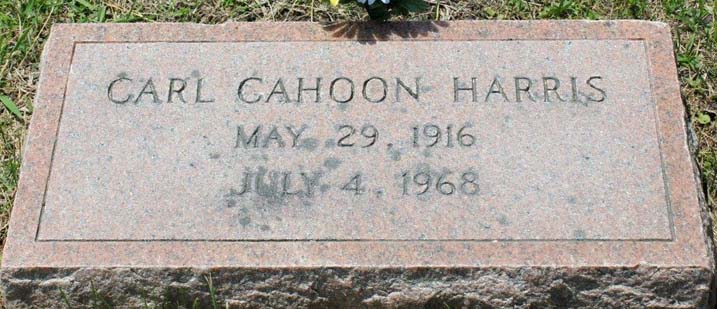 CARL CAHOON HARRIS
MAY 29, 1916
JULY 4, 1968